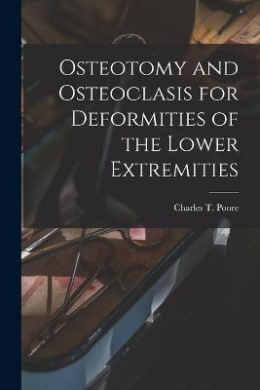 Osteotomy and
Osteoclasis for
Deformities of
the Lower
Extremities
Charles T. Poore